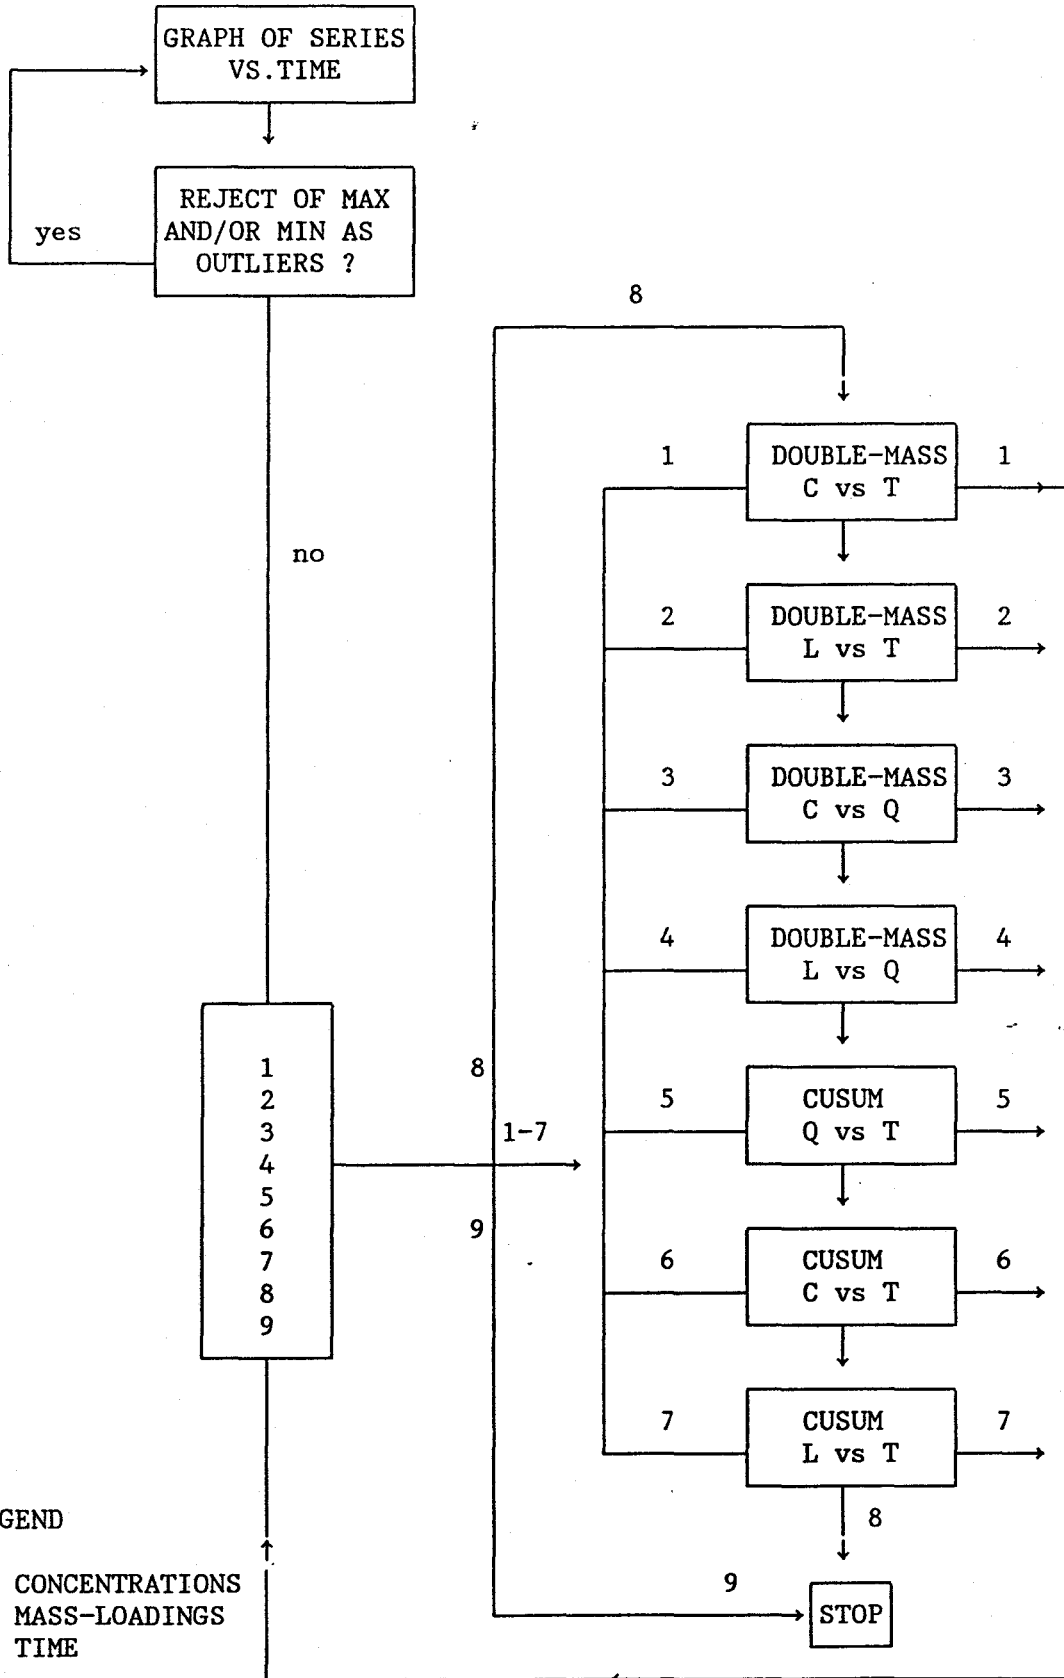 GRAPH OF SERIES
VS.TIME
REJECT OF MAX
AND/OR MIN AS
OUTLIERS ?
yes
no
8
1 DOUBLE-MASS 1
C vs T
2 DOUBLE-MASS 2
L vs T
3 DOUBLE-MASS 3
C vs Q
4 DOUBLE-MASS 4
L vs Q
1
2
3
4
5
6
7
8
9
8
1-7
9
5 CUSUM 5
Q vs T
6 CUSUM 6
C vs T
7 CUSUM 7
L vs T
8
9
STOP
GEND
CONCENTRATIONS
MASS-LOADINGS
TIME